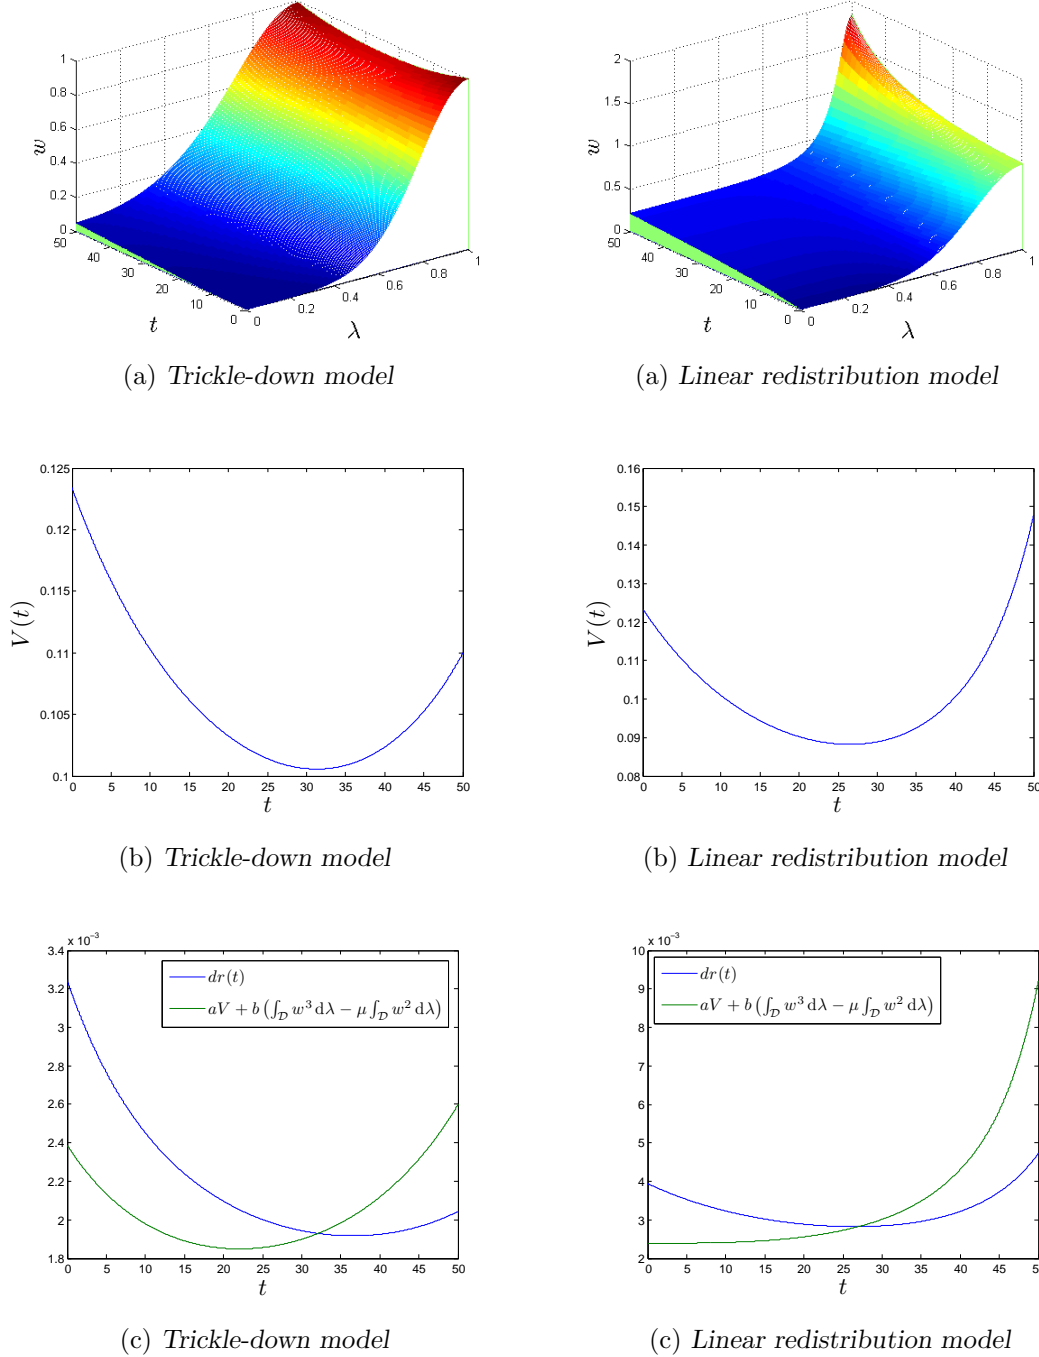 1
0.8
0.6
0.4
0.2
0
w
50
40
30
20
10
0
t
0
0.2
0.4
0.6
0.8
1
λ
(a) Trickle-down model
2
1.5
1
0.5
0
w
50
40
30
20
10
0
t
0
0.2
0.4
0.6
0.8
1
λ
(a) Linear redistribution model
0.125
0.12
0.115
0.11
0.105
0.1
V(t)
0 5 10 15 20 25 30 35 40 45 50
t
(b) Trickle-down model
0.16
0.15
0.14
0.13
0.12
0.11
0.1
0.09
0.08
V(t)
0 5 10 15 20 25 30 35 40 45 50
t
(b) Linear redistribution model
x 10⁻³
3.4
3.2
3
2.8
2.6
2.4
2.2
2
1.8
dr(t)
aV + b (∫_D w³ dλ − μ ∫_D w² dλ)
0 5 10 15 20 25 30 35 40 45 50
t
(c) Trickle-down model
x 10⁻³
10
9
8
7
6
5
4
3
2
dr(t)
aV + b (∫_D w³ dλ − μ ∫_D w² dλ)
0 5 10 15 20 25 30 35 40 45 50
t
(c) Linear redistribution model